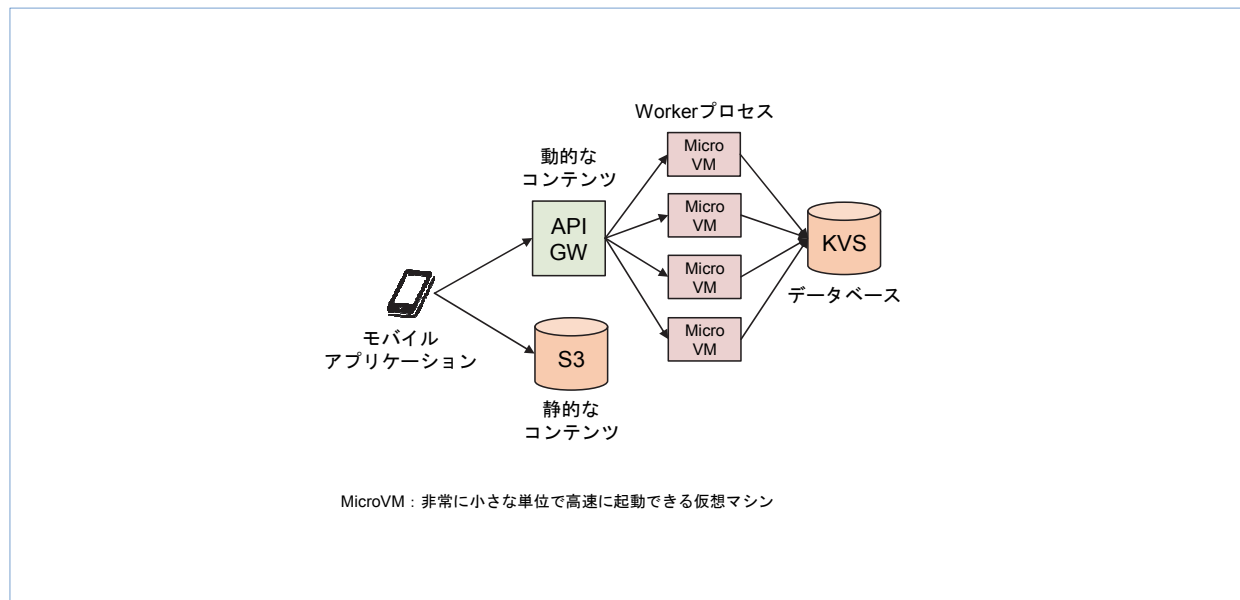 Workerプロセス
Micro
VM
動的な
コンテンツ
Micro
VM
API
GW
KVS
Micro
VM
データベース
Micro
VM
モバイル
アプリケーション
S3
静的な
コンテンツ
MicroVM：非常に小さな単位で高速に起動できる仮想マシン